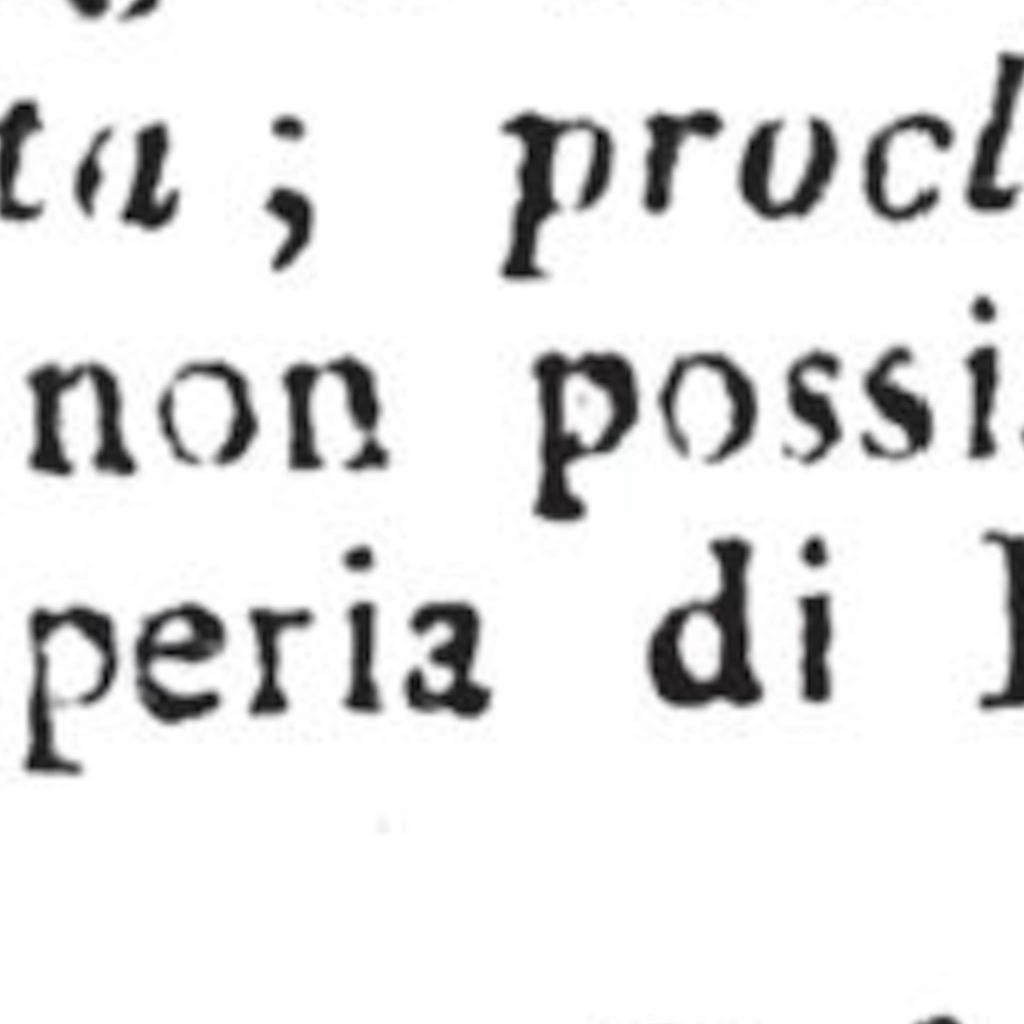 ta ; procl
non possi
peria di